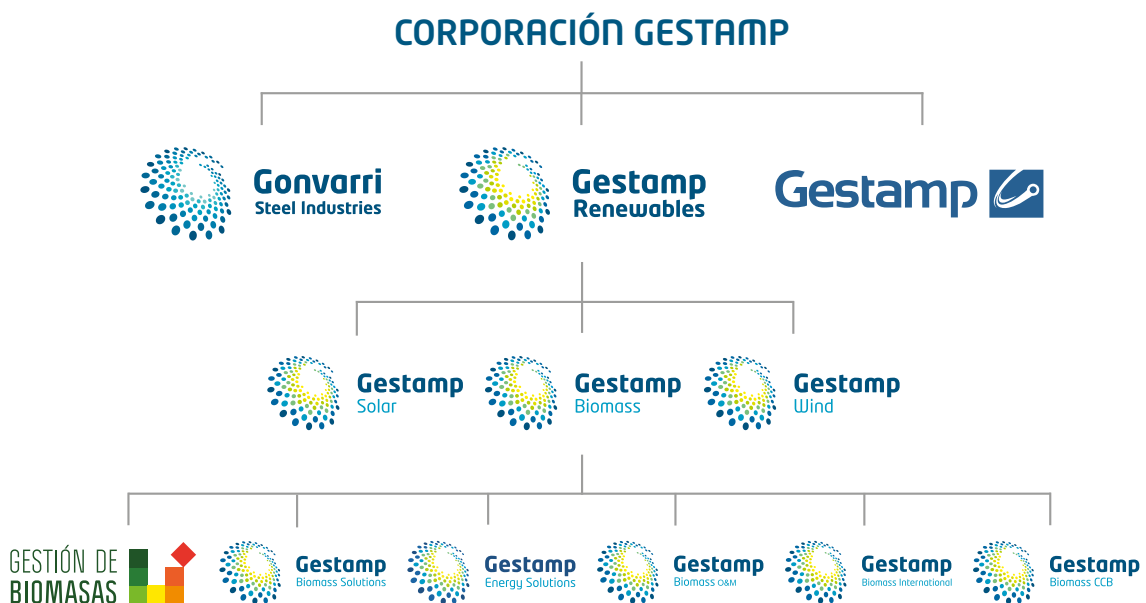 CORPORACIÓN GESTAMP
Gonvarri
Steel Industries
Gestamp
Renewables
Gestamp
Gestamp
Solar
Gestamp
Biomass
Gestamp
Wind
GESTIÓN DE
BIOMASAS
Gestamp
Biomass Solutions
Gestamp
Energy Solutions
Gestamp
Biomass O&M
Gestamp
Biomass International
Gestamp
Biomass CCB